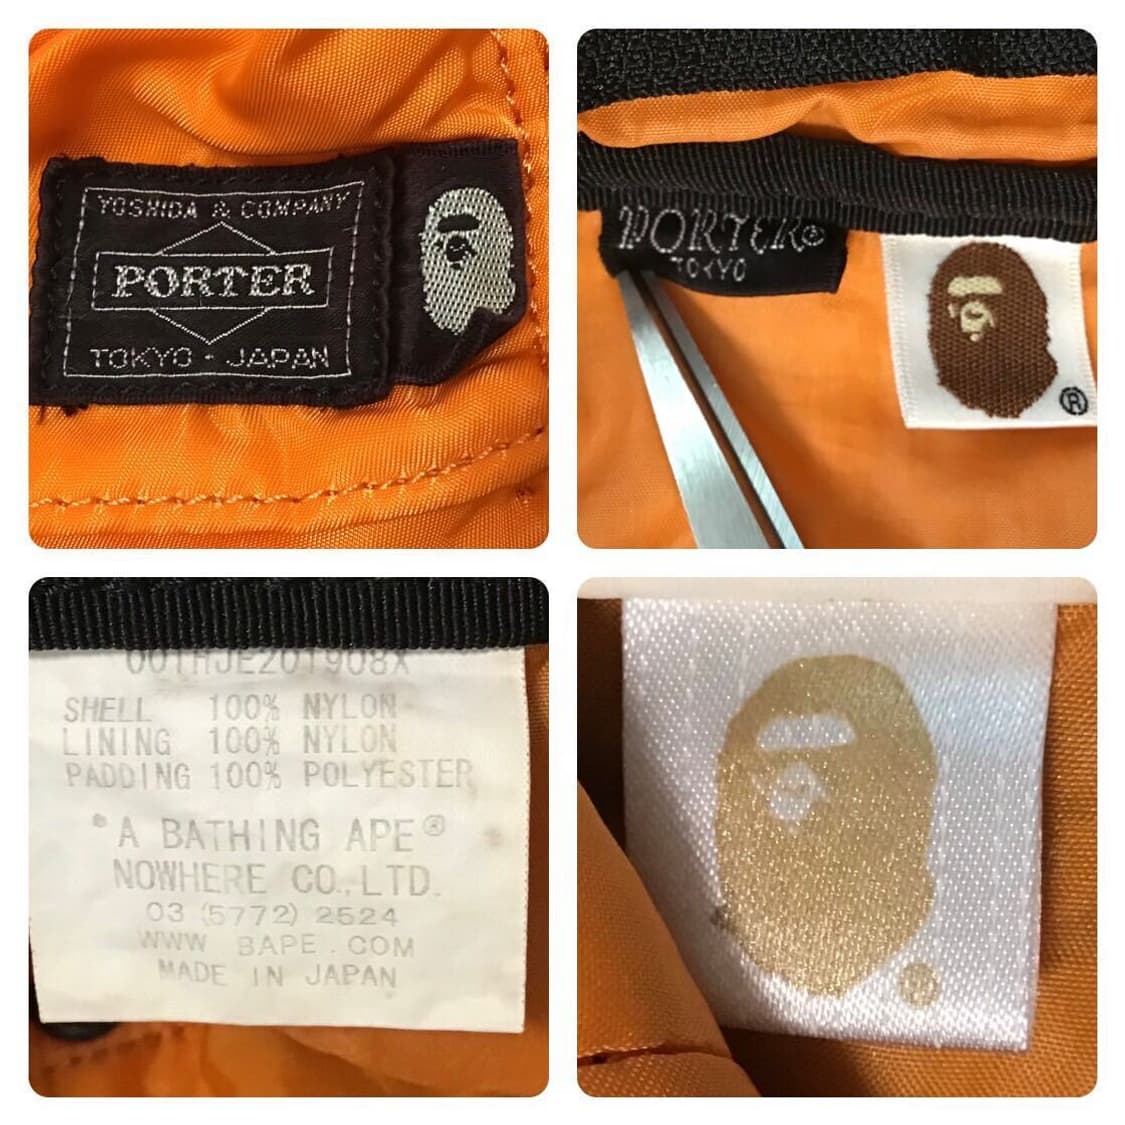 YOSHIDA & COMPANY
PORTER
TOKYO · JAPAN
PORTER®
TOKYO
®
001HJE201908X
SHELL 100% NYLON
LINING 100% NYLON
PADDING 100% POLYESTER
A BATHING APE®
NOWHERE CO., LTD.
03 (5772) 2524
WWW BAPE.COM
MADE IN JAPAN
®